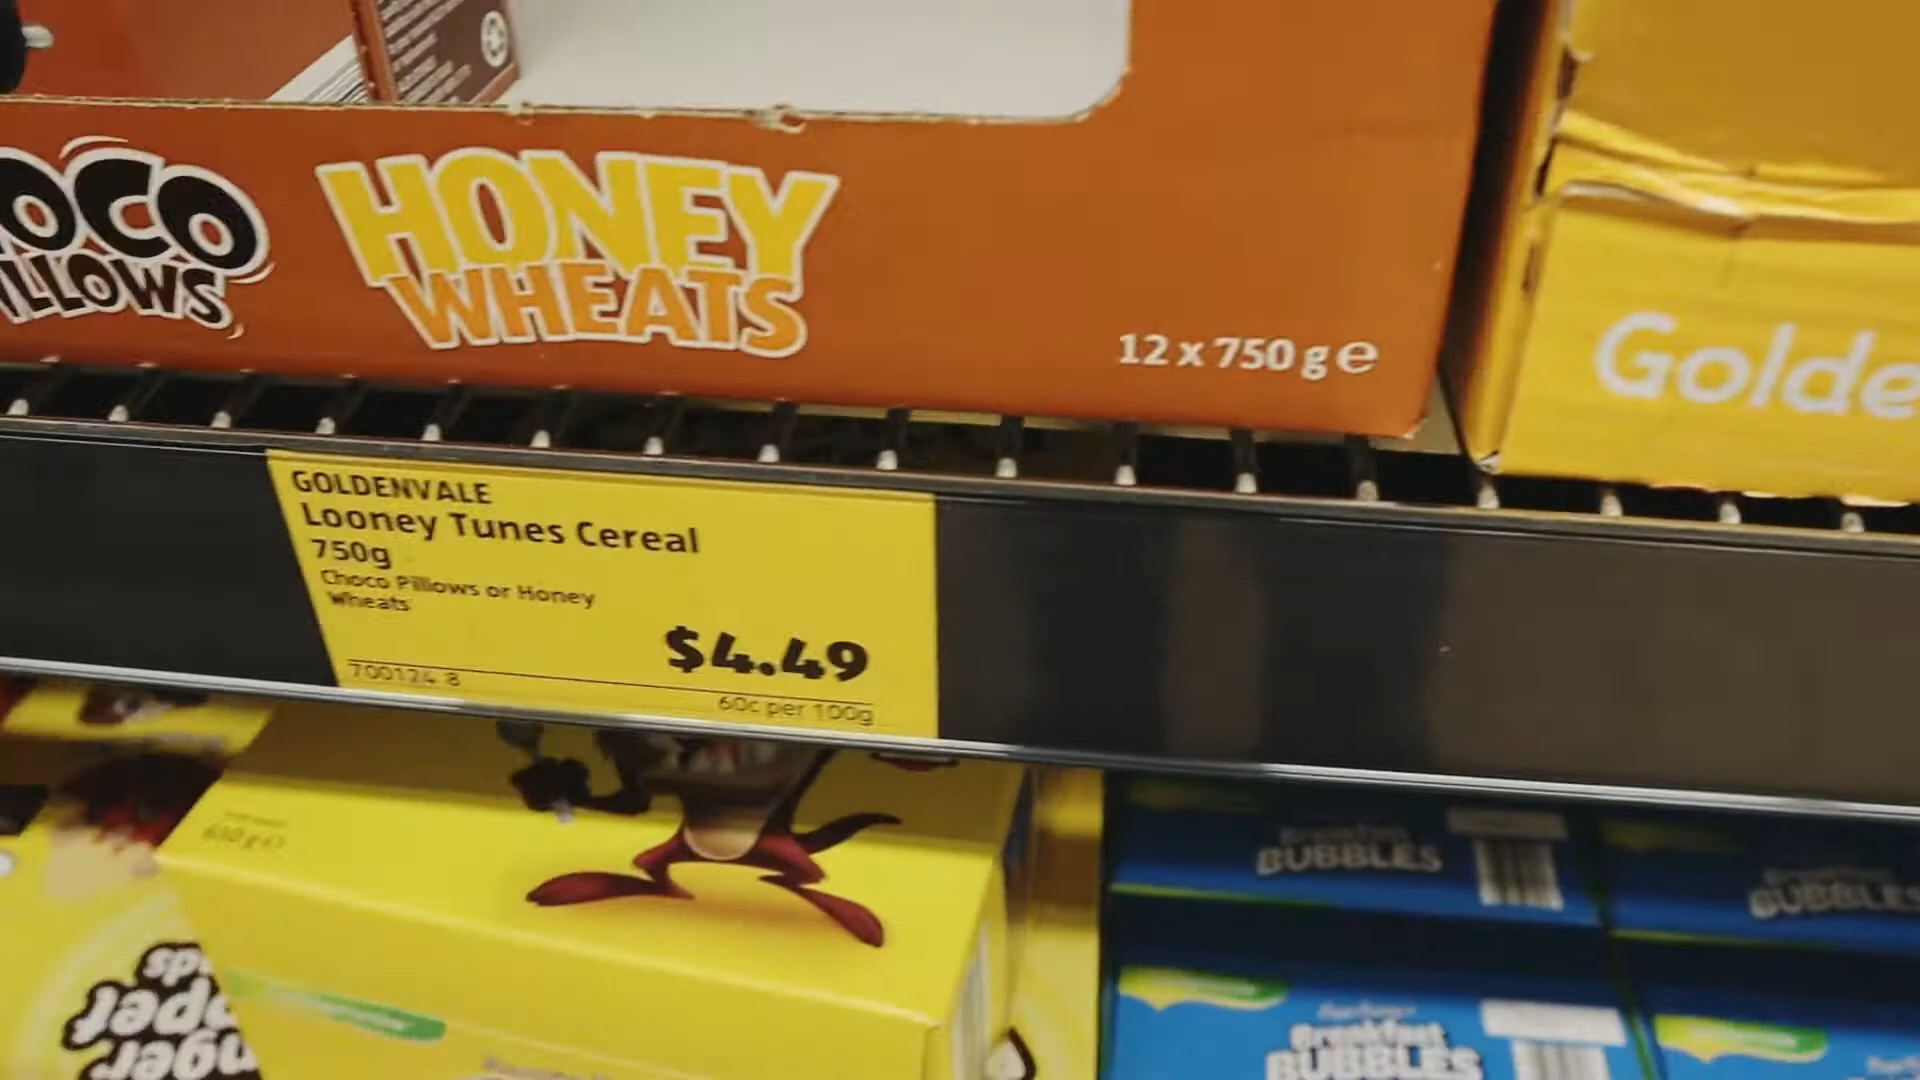 OCO
ILLOWS
HONEY
WHEATS
12 x 750 g e
Golde
GOLDENVALE
Looney Tunes Cereal
750g
Choco Pillows or Honey
Wheats
$4.49
700124 8
60c per 100g
BUBBLES
BUBBLES
Breakfast
BUBBLES